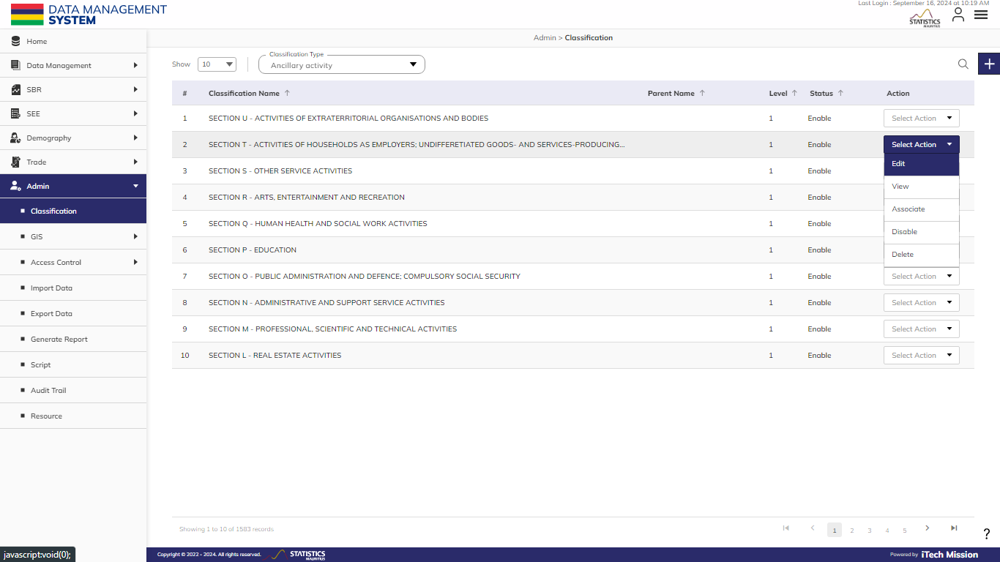 Last Login : September 16, 2024 at 10:19 AM
DATA MANAGEMENT
SYSTEM
STATISTICS
MAURITIUS
Admin > Classification
Home
Data Management
SBR
SEE
Demography
Trade
Admin
Classification
GIS
Access Control
Import Data
Export Data
Generate Report
Script
Audit Trail
Resource
Classification Type
Show 10 Ancillary activity
+
# Classification Name Parent Name Level Status Action
1 SECTION U - ACTIVITIES OF EXTRATERRITORIAL ORGANISATIONS AND BODIES 1 Enable Select Action
2 SECTION T - ACTIVITIES OF HOUSEHOLDS AS EMPLOYERS; UNDIFFERETIATED GOODS- AND SERVICES-PRODUCING... 1 Enable Select Action
Edit
3 SECTION S - OTHER SERVICE ACTIVITIES 1 Enable
View
4 SECTION R - ARTS, ENTERTAINMENT AND RECREATION 1 Enable
Associate
5 SECTION Q - HUMAN HEALTH AND SOCIAL WORK ACTIVITIES 1 Enable
Disable
6 SECTION P - EDUCATION 1 Enable
Delete
7 SECTION O - PUBLIC ADMINISTRATION AND DEFENCE; COMPULSORY SOCIAL SECURITY 1 Enable Select Action
8 SECTION N - ADMINISTRATIVE AND SUPPORT SERVICE ACTIVITIES 1 Enable Select Action
9 SECTION M - PROFESSIONAL, SCIENTIFIC AND TECHNICAL ACTIVITIES 1 Enable Select Action
10 SECTION L - REAL ESTATE ACTIVITIES 1 Enable Select Action
Showing 1 to 10 of 1583 records
1 2 3 4 5
?
javascript:void(0);
Copyright © 2022 - 2024. All rights reserved.
STATISTICS
MAURITIUS
Powered by iTech Mission